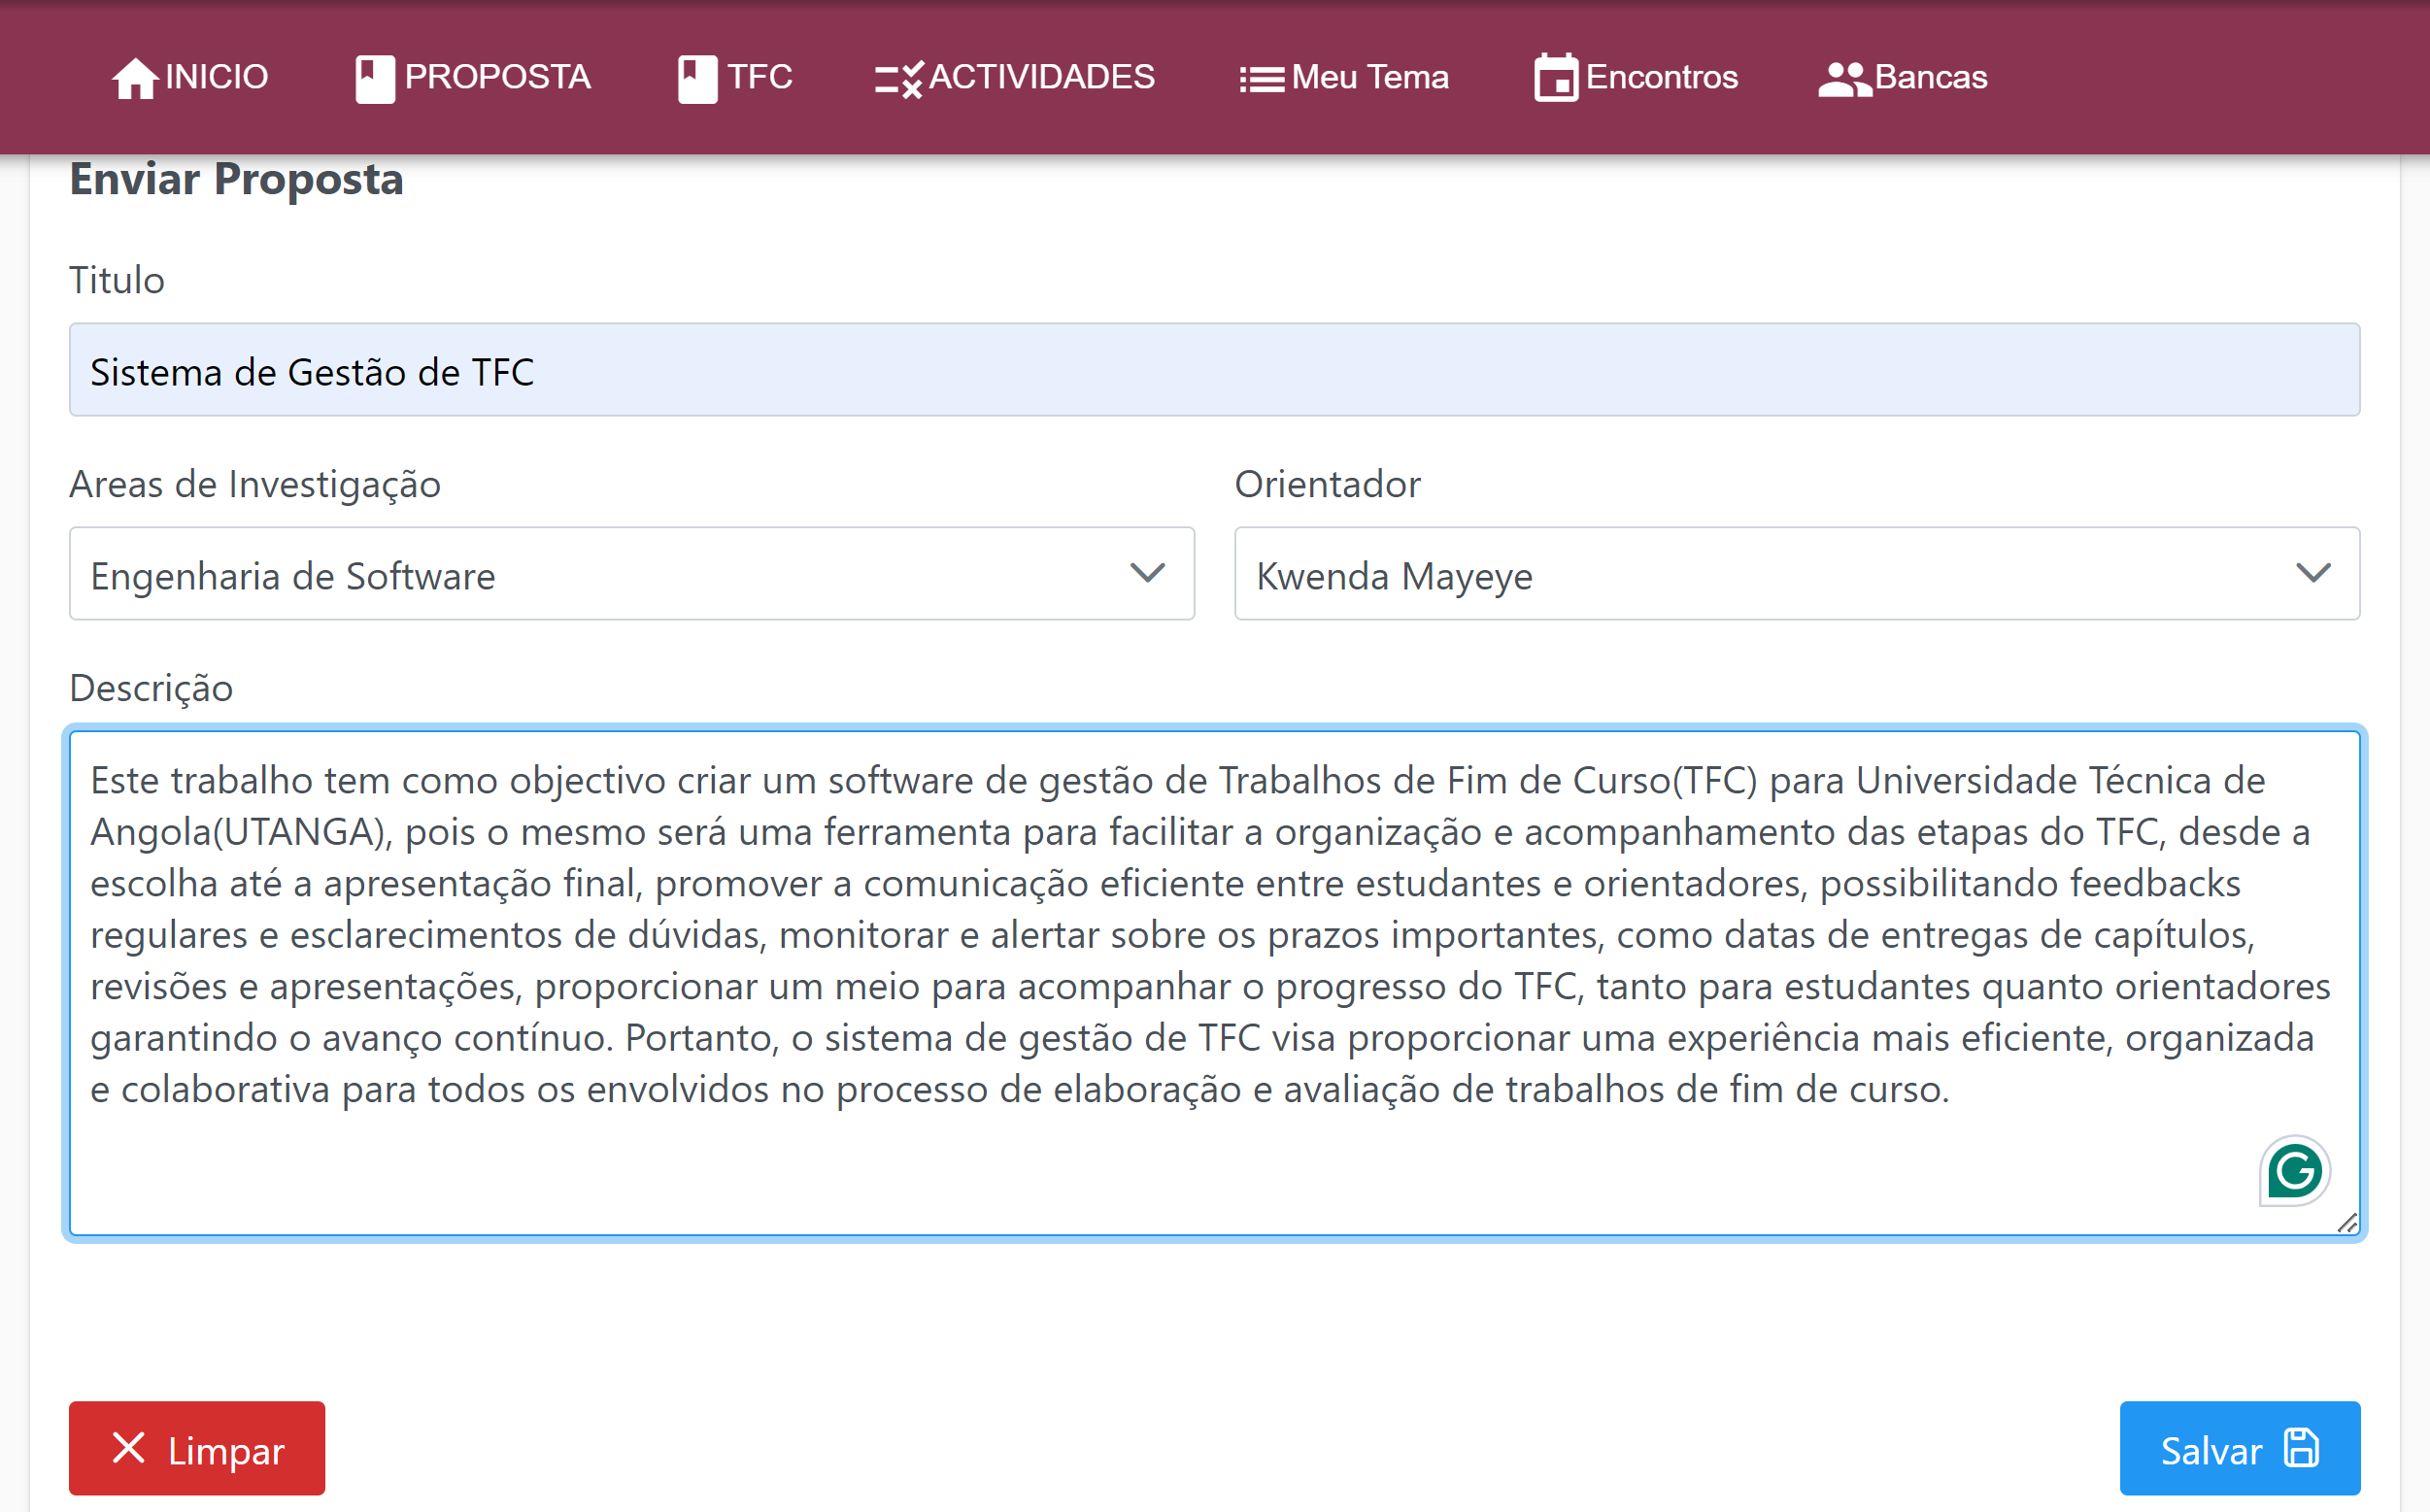 INICIO PROPOSTA TFC ACTIVIDADES Meu Tema Encontros Bancas
Enviar Proposta
Titulo
Sistema de Gestão de TFC
Areas de Investigação Orientador
Engenharia de Software Kwenda Mayeye
Descrição
Este trabalho tem como objectivo criar um software de gestão de Trabalhos de Fim de Curso(TFC) para Universidade Técnica de
Angola(UTANGA), pois o mesmo será uma ferramenta para facilitar a organização e acompanhamento das etapas do TFC, desde a
escolha até a apresentação final, promover a comunicação eficiente entre estudantes e orientadores, possibilitando feedbacks
regulares e esclarecimentos de dúvidas, monitorar e alertar sobre os prazos importantes, como datas de entregas de capítulos,
revisões e apresentações, proporcionar um meio para acompanhar o progresso do TFC, tanto para estudantes quanto orientadores
garantindo o avanço contínuo. Portanto, o sistema de gestão de TFC visa proporcionar uma experiência mais eficiente, organizada
e colaborativa para todos os envolvidos no processo de elaboração e avaliação de trabalhos de fim de curso.
Limpar Salvar